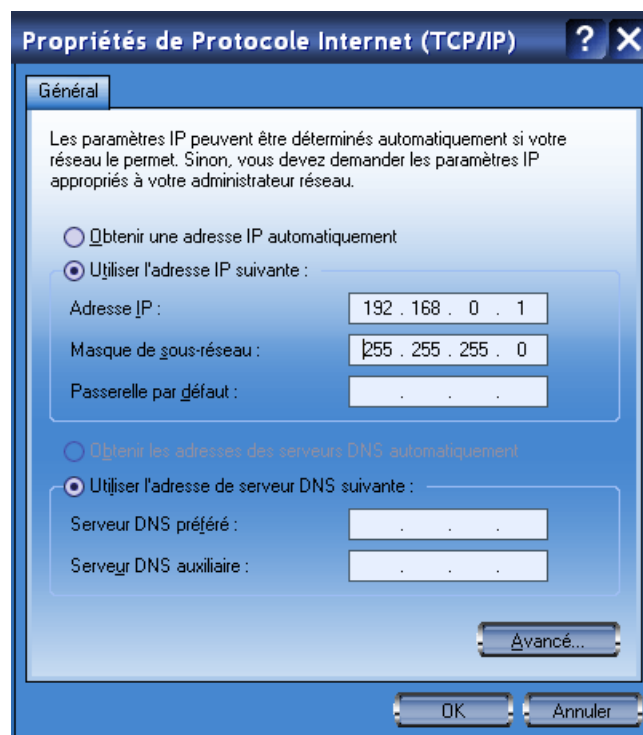 Propriétés de Protocole Internet (TCP/IP)
Général
Les paramètres IP peuvent être déterminés automatiquement si votre
réseau le permet. Sinon, vous devez demander les paramètres IP
appropriés à votre administrateur réseau.
Obtenir une adresse IP automatiquement
Utiliser l'adresse IP suivante :
Adresse IP : 192 . 168 . 0 . 1
Masque de sous-réseau : 255 . 255 . 255 . 0
Passerelle par défaut : . . .
Obtenir les adresses des serveurs DNS automatiquement
Utiliser l'adresse de serveur DNS suivante :
Serveur DNS préféré : . . .
Serveur DNS auxiliaire : . . .
Avancé...
OK Annuler